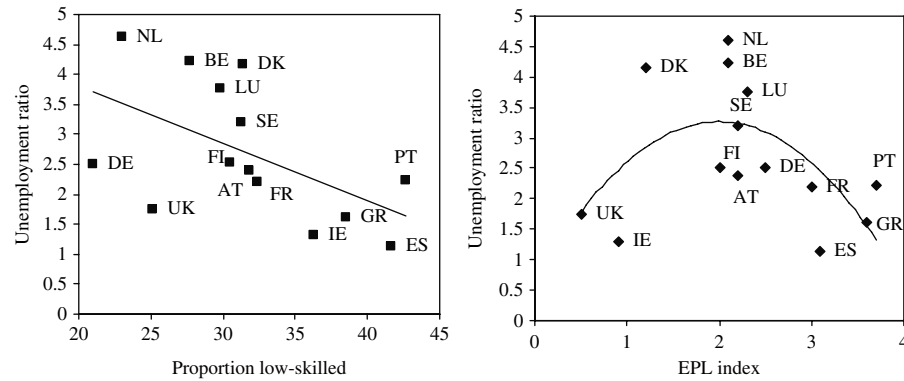 5
4.5
4
3.5
3
2.5
2
1.5
1
0.5
0
Unemployment ratio
NL
BE
DK
LU
SE
DE
FI
AT
FR
PT
UK
IE
GR
ES
20 25 30 35 40 45
Proportion low-skilled
5
4.5
4
3.5
3
2.5
2
1.5
1
0.5
0
Unemployment ratio
NL
BE
DK
LU
SE
FI
DE
AT
FR
PT
UK
IE
GR
ES
0 1 2 3 4
EPL index